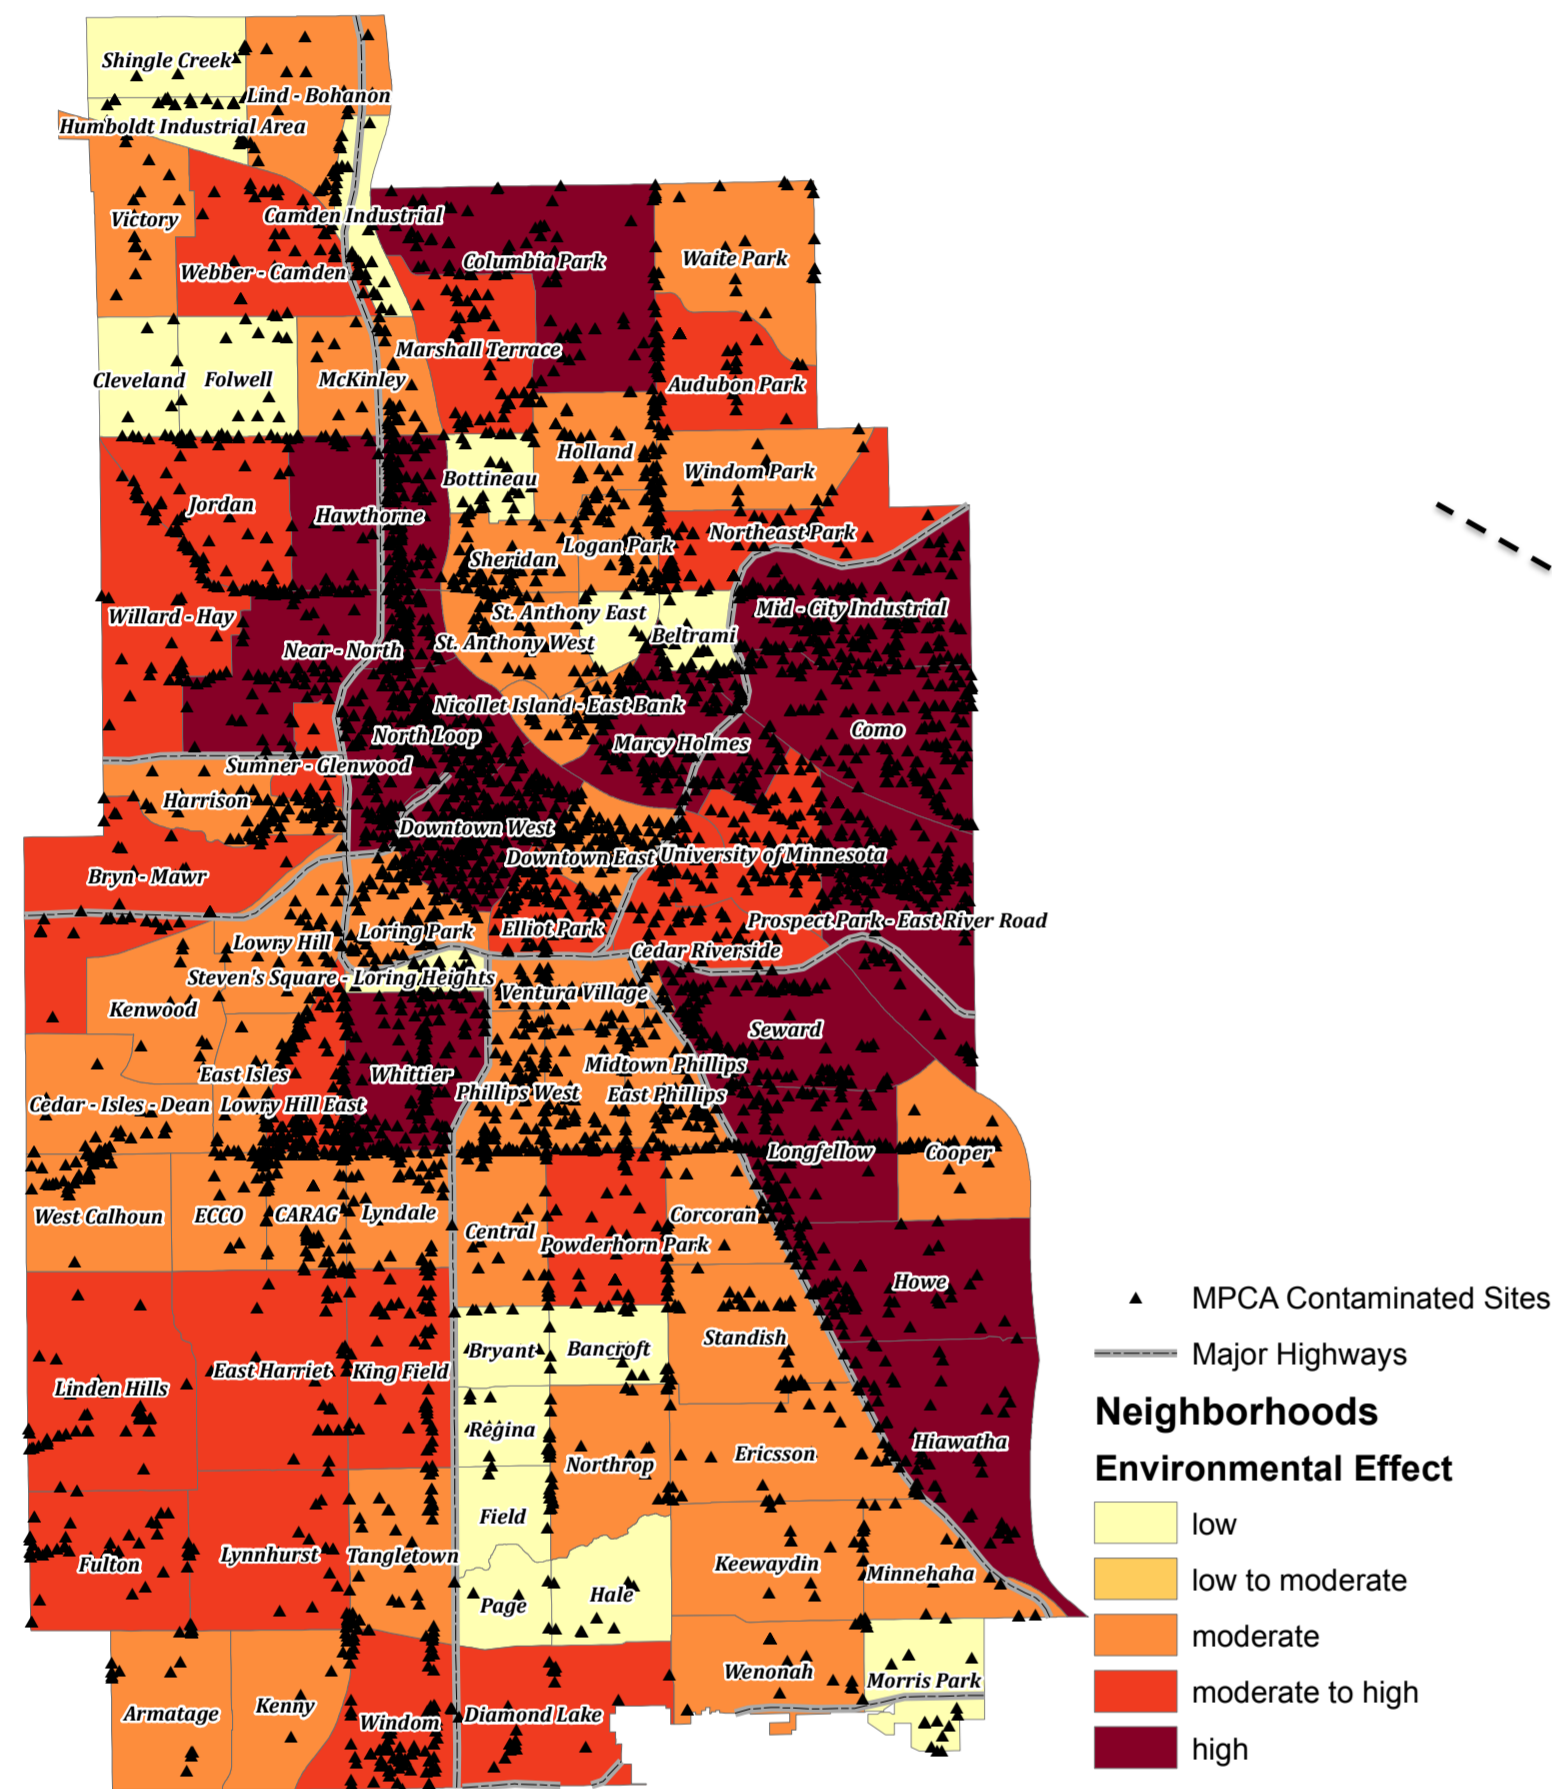 Shingle Creek
Lind - Bohanon
Humboldt Industrial Area
Victory
Camden Industrial
Webber - Camden
Columbia Park
Waite Park
Marshall Terrace
Cleveland
Folwell
McKinley
Audubon Park
Holland
Windom Park
Bottineau
Jordan
Hawthorne
Northeast Park
Logan Park
Sheridan
Mid - City Industrial
Willard - Hay
St. Anthony East
Beltrami
St. Anthony West
Near - North
Nicollet Island - East Bank
Como
North Loop
Marcy Holmes
Sumner - Glenwood
Harrison
Downtown West
Downtown East
University of Minnesota
Bryn - Mawr
Prospect Park - East River Road
Elliot Park
Loring Park
Lowry Hill
Cedar Riverside
Steven's Square - Loring Heights
Ventura Village
Kenwood
Seward
Midtown Phillips
East Isles
Whittier
Phillips West
East Phillips
Cedar - Isles - Dean
Lowry Hill East
Longfellow
Cooper
West Calhoun
ECCO
CARAG
Lyndale
Corcoran
Central
Powderhorn Park
Howe
MPCA Contaminated Sites
Standish
Bryant
Bancroft
Major Highways
East Harriet
King Field
Linden Hills
Neighborhoods
Regina
Hiawatha
Ericsson
Northrop
Environmental Effect
Field
low
Fulton
Lynnhurst
Tangletown
Keewaydin
Minnehaha
low to moderate
Hale
Page
moderate
Wenonah
Morris Park
moderate to high
Armatage
Kenny
Windom
Diamond Lake
high